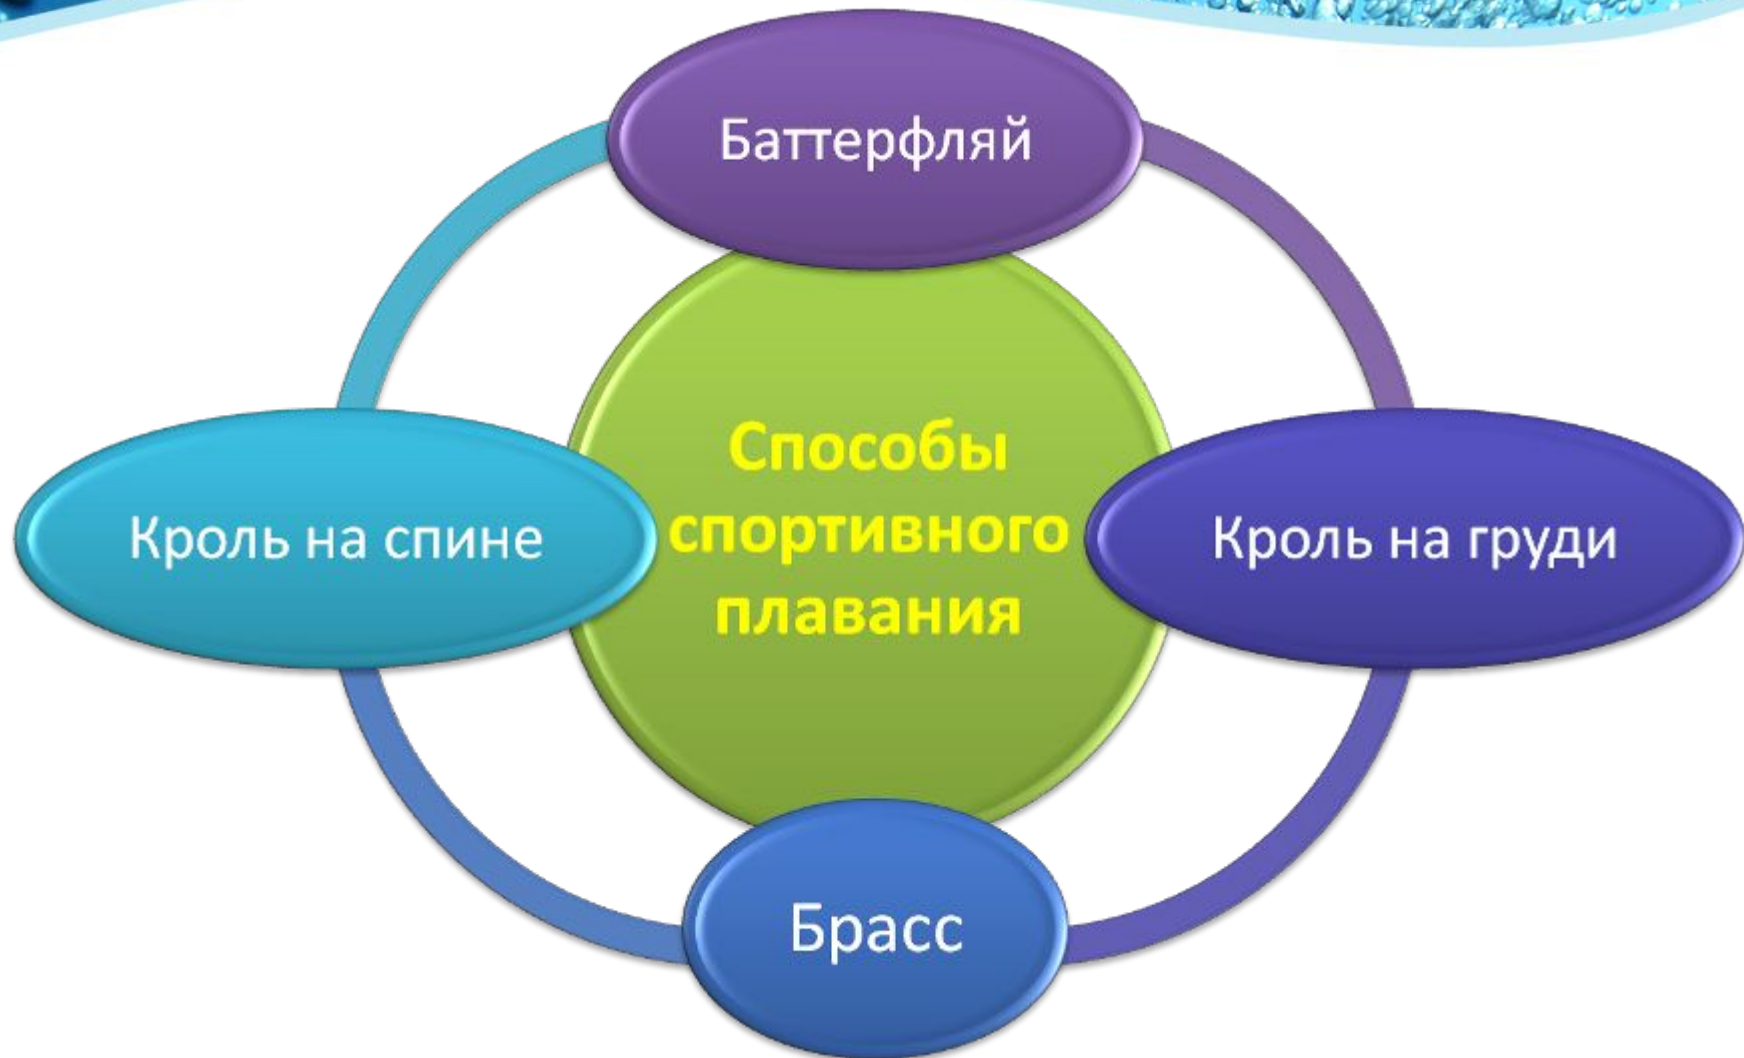 Баттерфляй
Способы
спортивного
плавания
Кроль на спине
Кроль на груди
Брасс